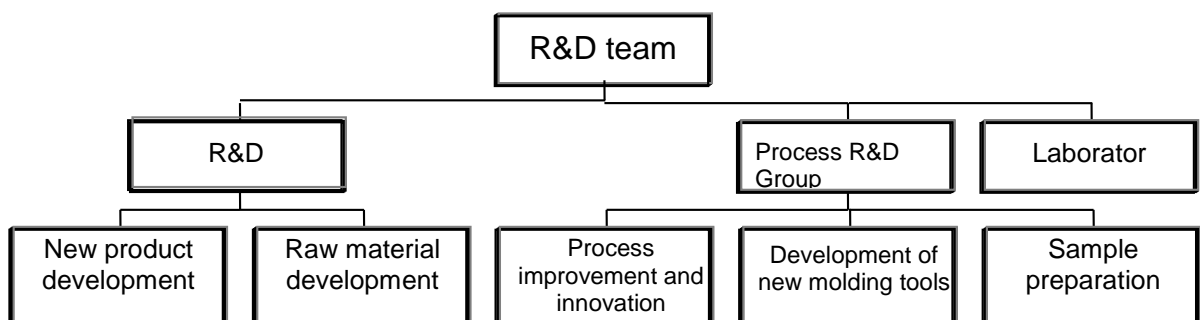 R&D team
R&D
Process R&D
Group
Laborator
New product
development
Raw material
development
Process
improvement and
innovation
Development of
new molding tools
Sample
preparation